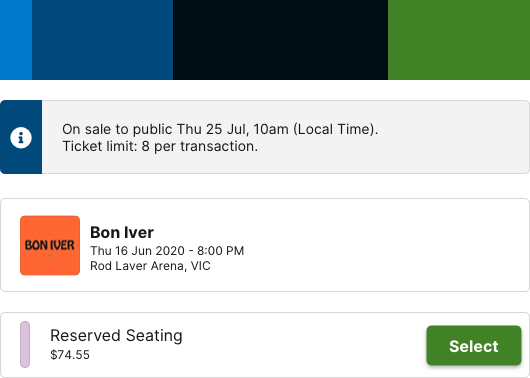 On sale to public Thu 25 Jul, 10am (Local Time).
Ticket limit: 8 per transaction.
BON IVER
Bon Iver
Thu 16 Jun 2020 - 8:00 PM
Rod Laver Arena, VIC
Reserved Seating
$74.55
Select